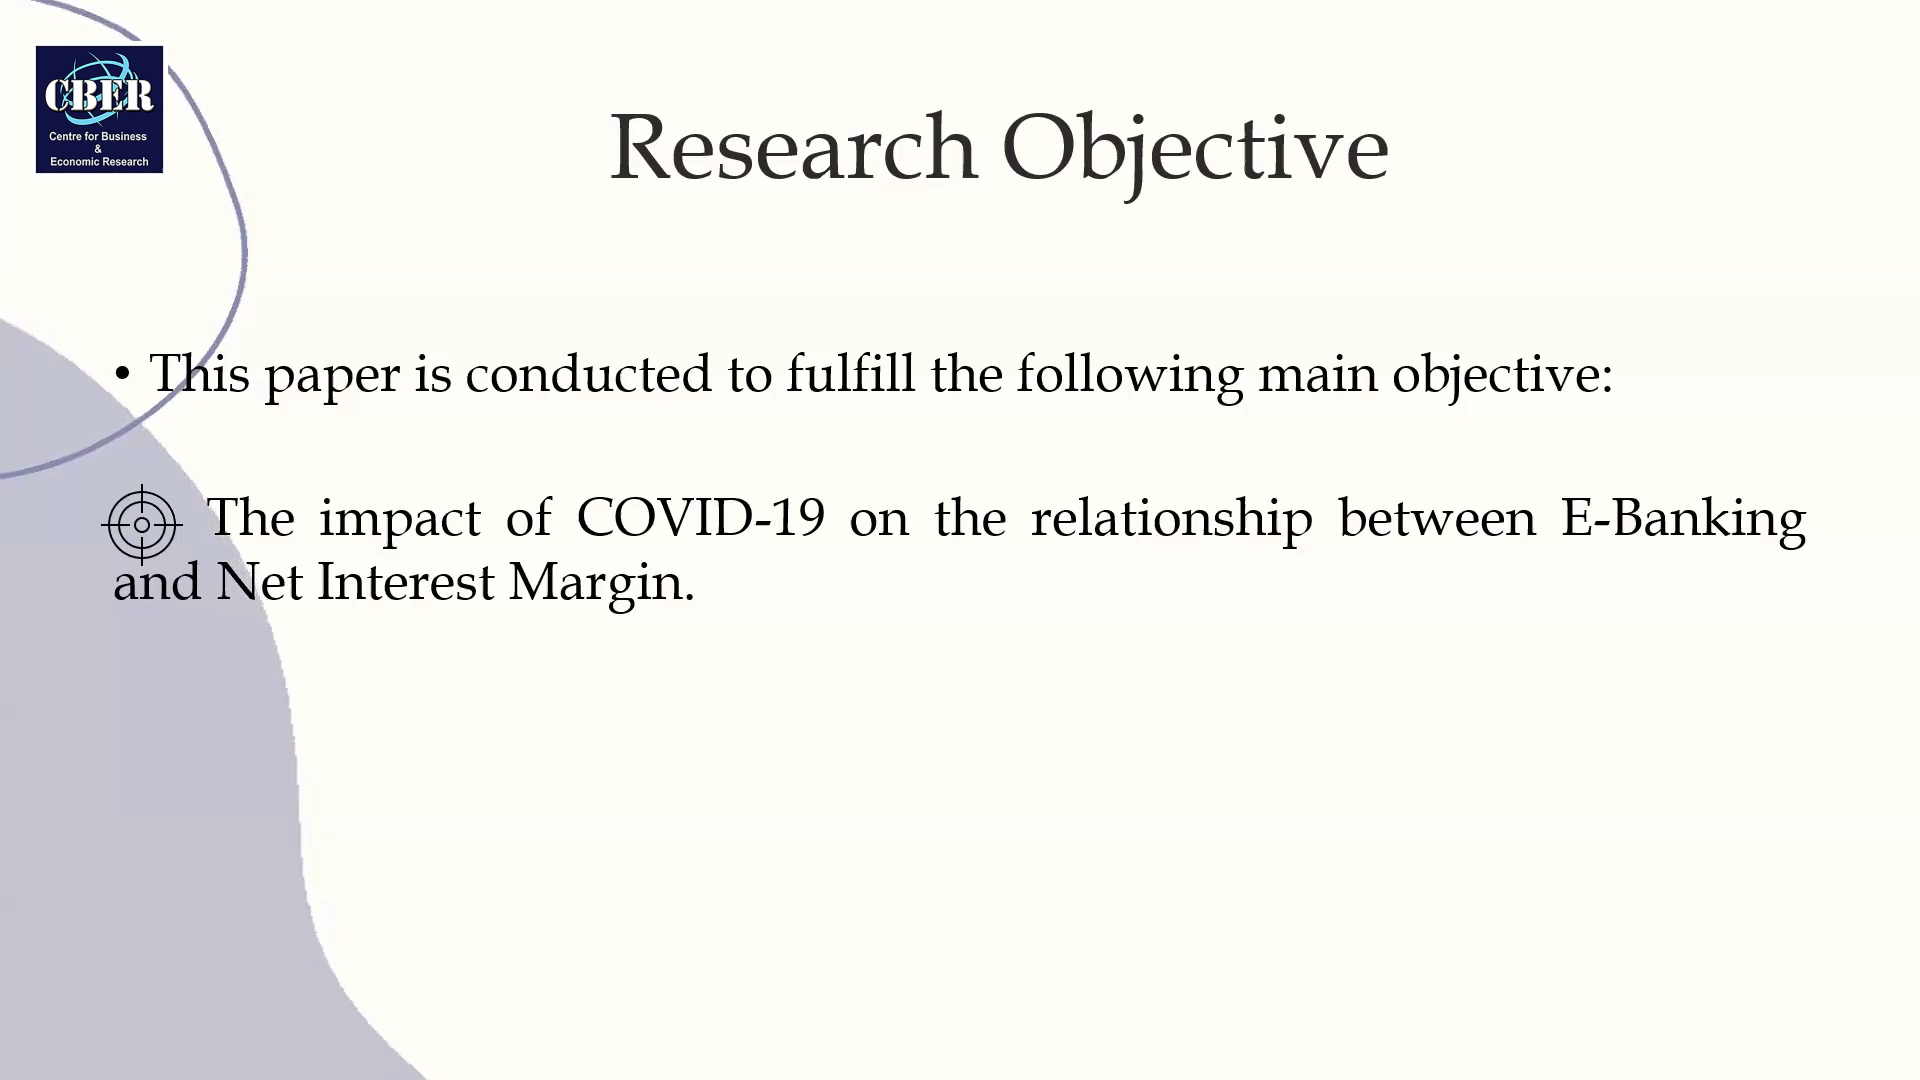 CBER
Centre for Business
&
Economic Research
Research Objective
• This paper is conducted to fulfill the following main objective:
The impact of COVID-19 on the relationship between E-Banking
and Net Interest Margin.